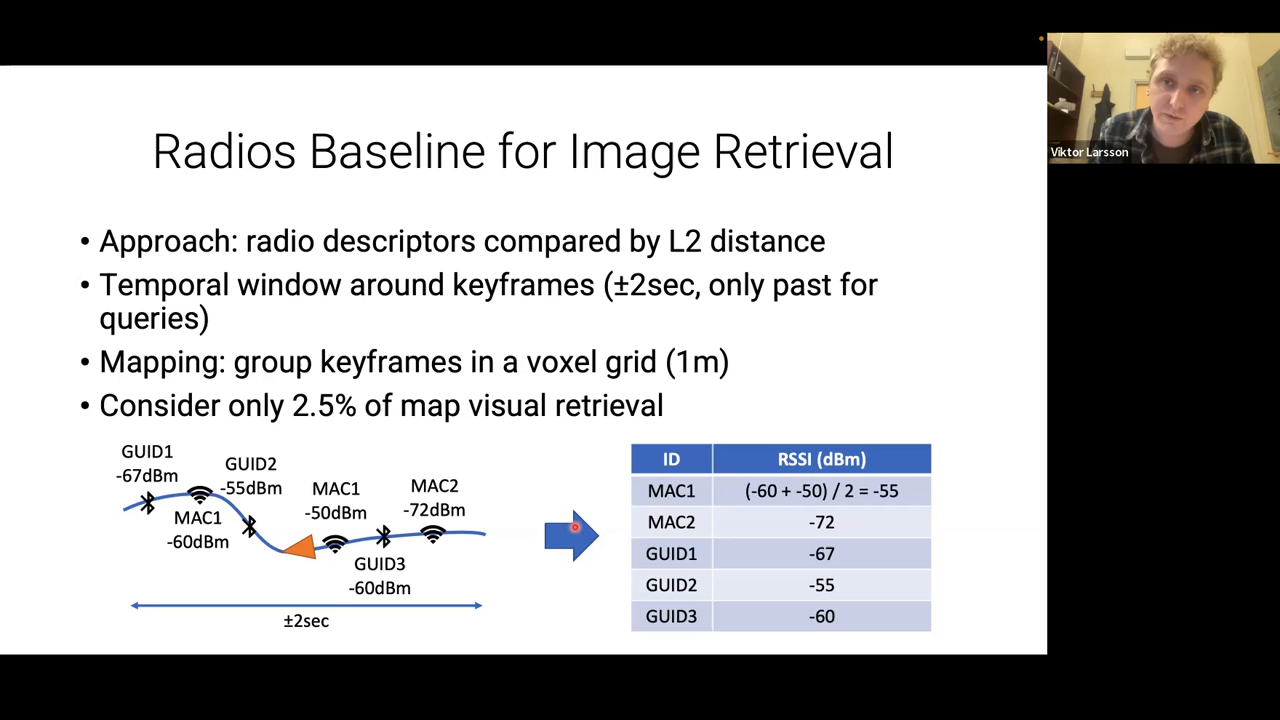 Radios Baseline for Image Retrieval
• Approach: radio descriptors compared by L2 distance
• Temporal window around keyframes (±2sec, only past for
queries)
• Mapping: group keyframes in a voxel grid (1m)
• Consider only 2.5% of map visual retrieval
GUID1
-67dBm
GUID2
-55dBm
MAC1
-60dBm
MAC1
-50dBm
MAC2
-72dBm
GUID3
-60dBm
±2sec
ID RSSI (dBm)
MAC1 (-60 + -50) / 2 = -55
MAC2 -72
GUID1 -67
GUID2 -55
GUID3 -60
Viktor Larsson